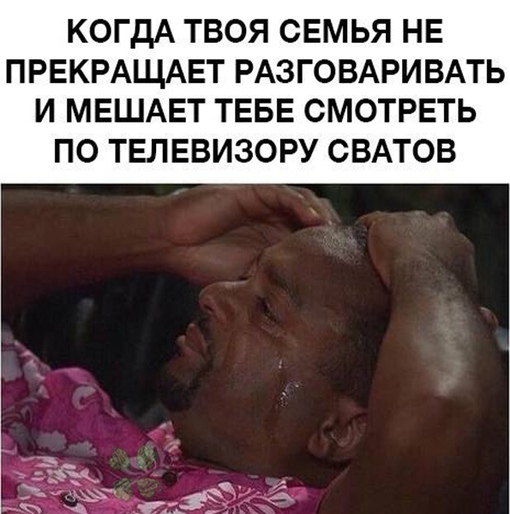 КОГДА ТВОЯ СЕМЬЯ НЕ
ПРЕКРАЩАЕТ РАЗГОВАРИВАТЬ
И МЕШАЕТ ТЕБЕ СМОТРЕТЬ
ПО ТЕЛЕВИЗОРУ СВАТОВ